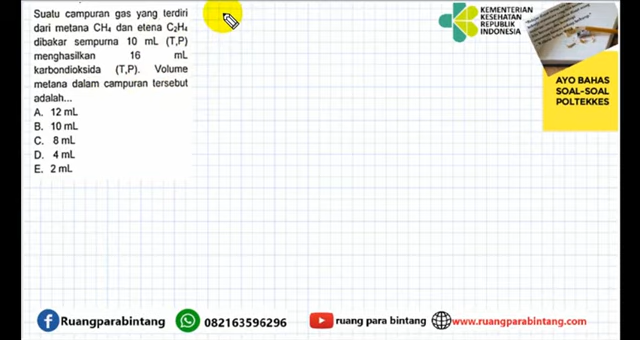 Suatu campuran gas yang terdiri
dari metana CH₄ dan etena C₂H₄
dibakar sempurna 10 mL (T,P)
menghasilkan 16 mL
karbondioksida (T,P). Volume
metana dalam campuran tersebut
adalah...
A. 12 mL
B. 10 mL
C. 8 mL
D. 4 mL
E. 2 mL
KEMENTERIAN
KESEHATAN
REPUBLIK
INDONESIA
AYO BAHAS
SOAL-SOAL
POLTEKKES
Ruangparabintang
082163596296
ruang para bintang
www.ruangparabintang.com